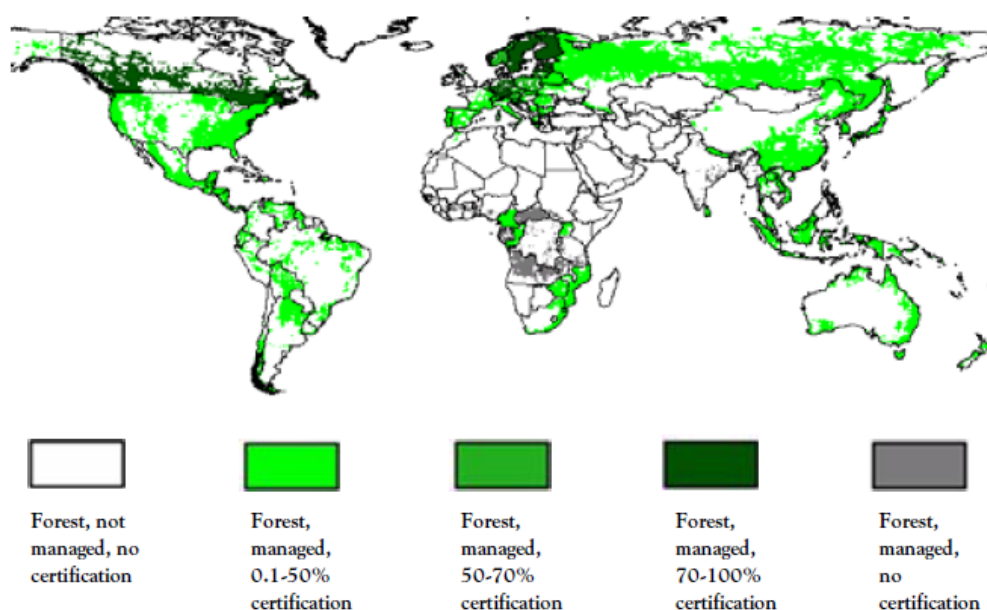 Forest, not
managed, no
certification
Forest,
managed,
0.1-50%
certification
Forest,
managed,
50-70%
certification
Forest,
managed,
70-100%
certification
Forest,
managed,
no
certification